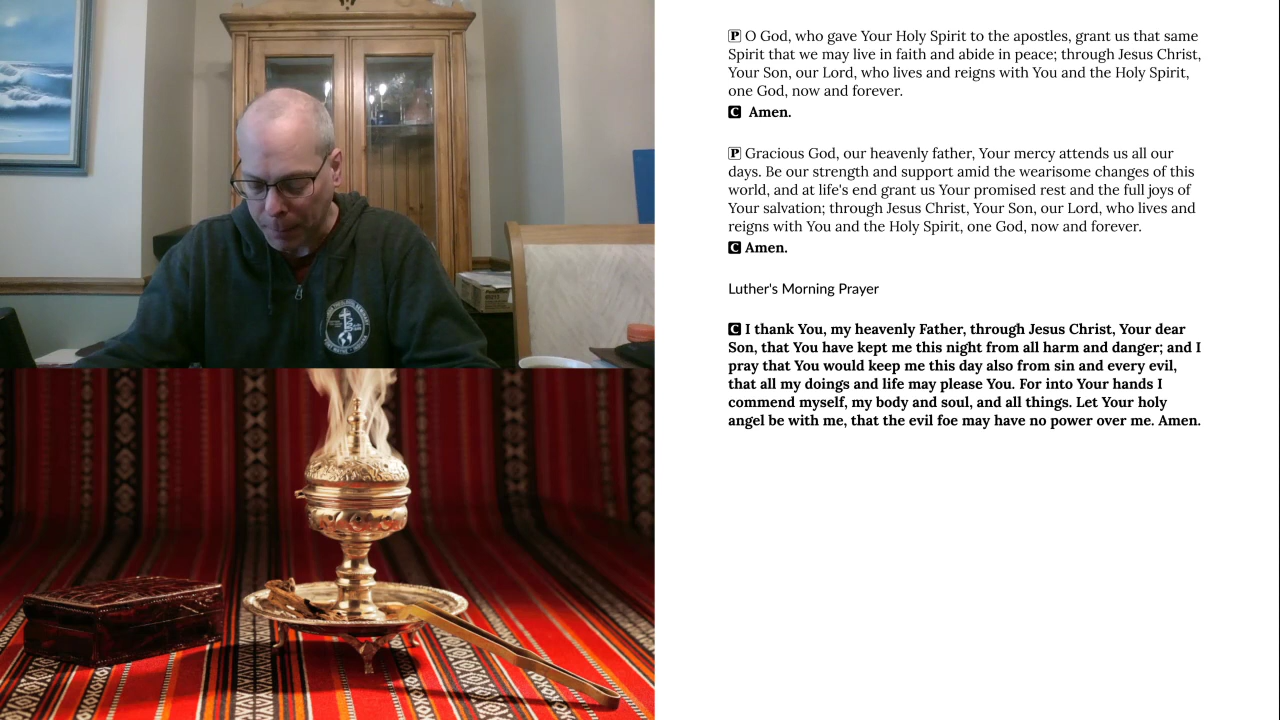 P O God, who gave Your Holy Spirit to the apostles, grant us that same
Spirit that we may live in faith and abide in peace; through Jesus Christ,
Your Son, our Lord, who lives and reigns with You and the Holy Spirit,
one God, now and forever.
C Amen.
P Gracious God, our heavenly father, Your mercy attends us all our
days. Be our strength and support amid the wearisome changes of this
world, and at life's end grant us Your promised rest and the full joys of
Your salvation; through Jesus Christ, Your Son, our Lord, who lives and
reigns with You and the Holy Spirit, one God, now and forever.
C Amen.
Luther's Morning Prayer
C I thank You, my heavenly Father, through Jesus Christ, Your dear
Son, that You have kept me this night from all harm and danger; and I
pray that You would keep me this day also from sin and every evil,
that all my doings and life may please You. For into Your hands I
commend myself, my body and soul, and all things. Let Your holy
angel be with me, that the evil foe may have no power over me. Amen.